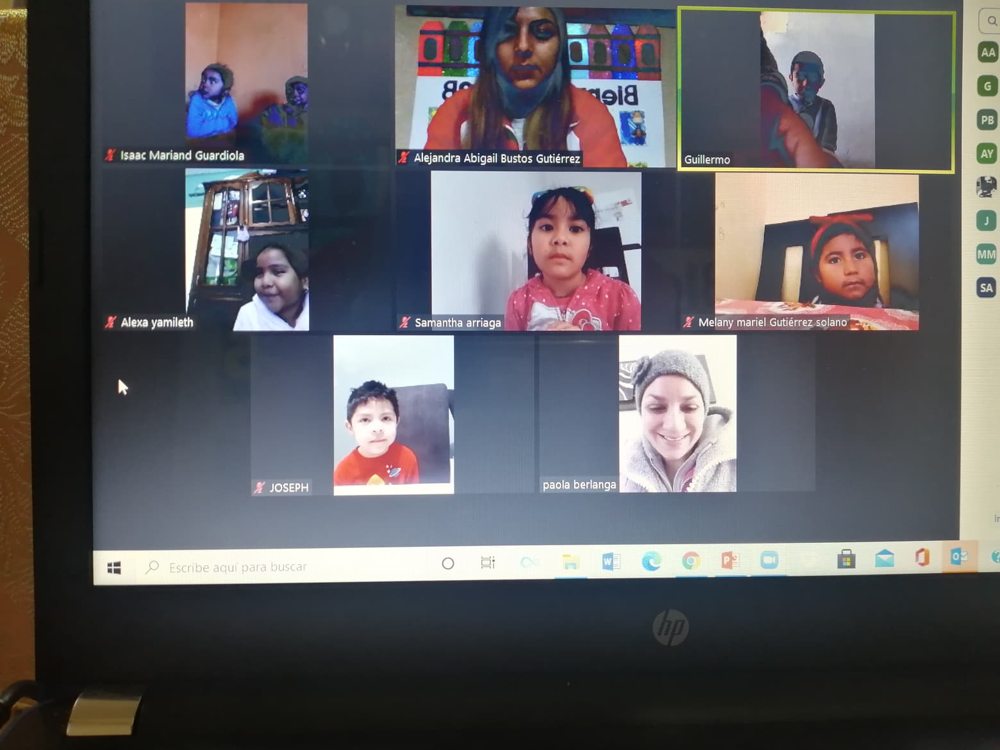 Isaac Mariand Guardiola
Alejandra Abigail Bustos Gutiérrez
Guillermo
Alexa yamileth
Samantha arriaga
Melany mariel Gutiérrez solano
JOSEPH
paola berlanga
AA
G
PB
AY
J
MM
SA
Escribe aquí para buscar
hp